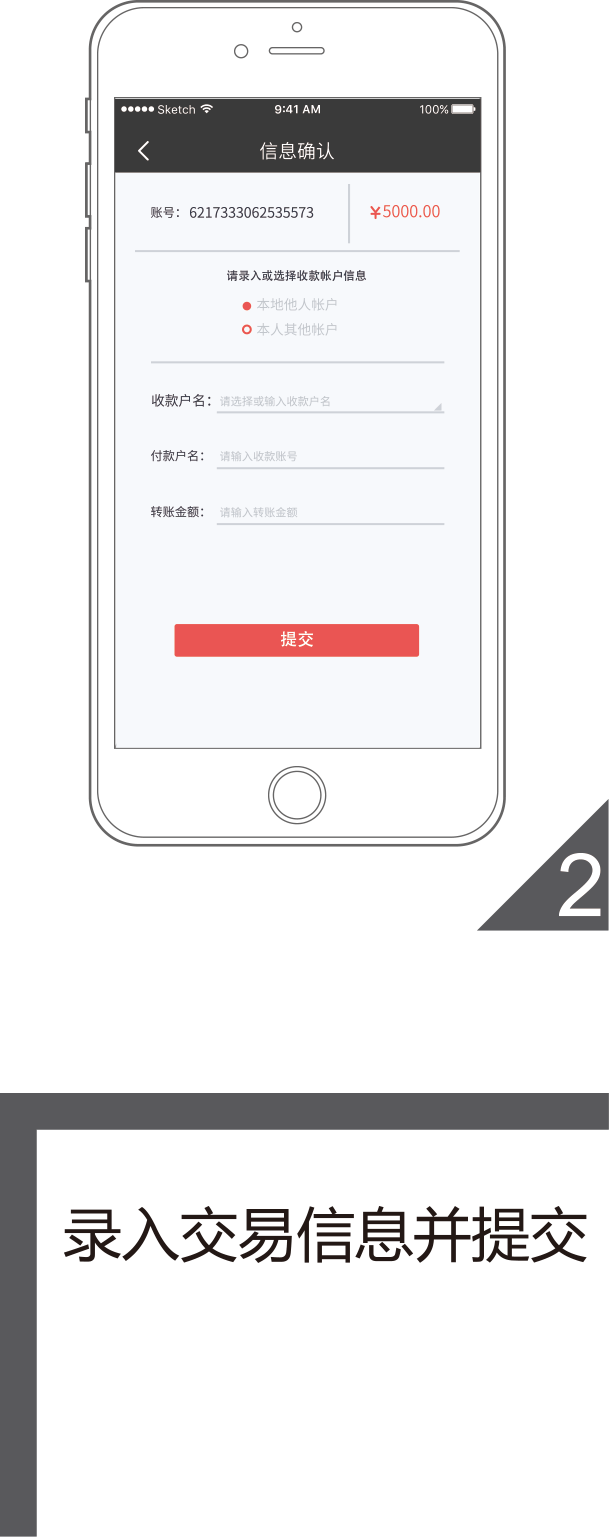 Sketch 9:41 AM 100%
信息确认
账号：6217333062535573 ¥5000.00
请录入或选择收款帐户信息
本地他人帐户
本人其他帐户
收款户名：请选择或输入收款户名
付款户名：请输入收款账号
转账金额：请输入转账金额
提交
2
录入交易信息并提交